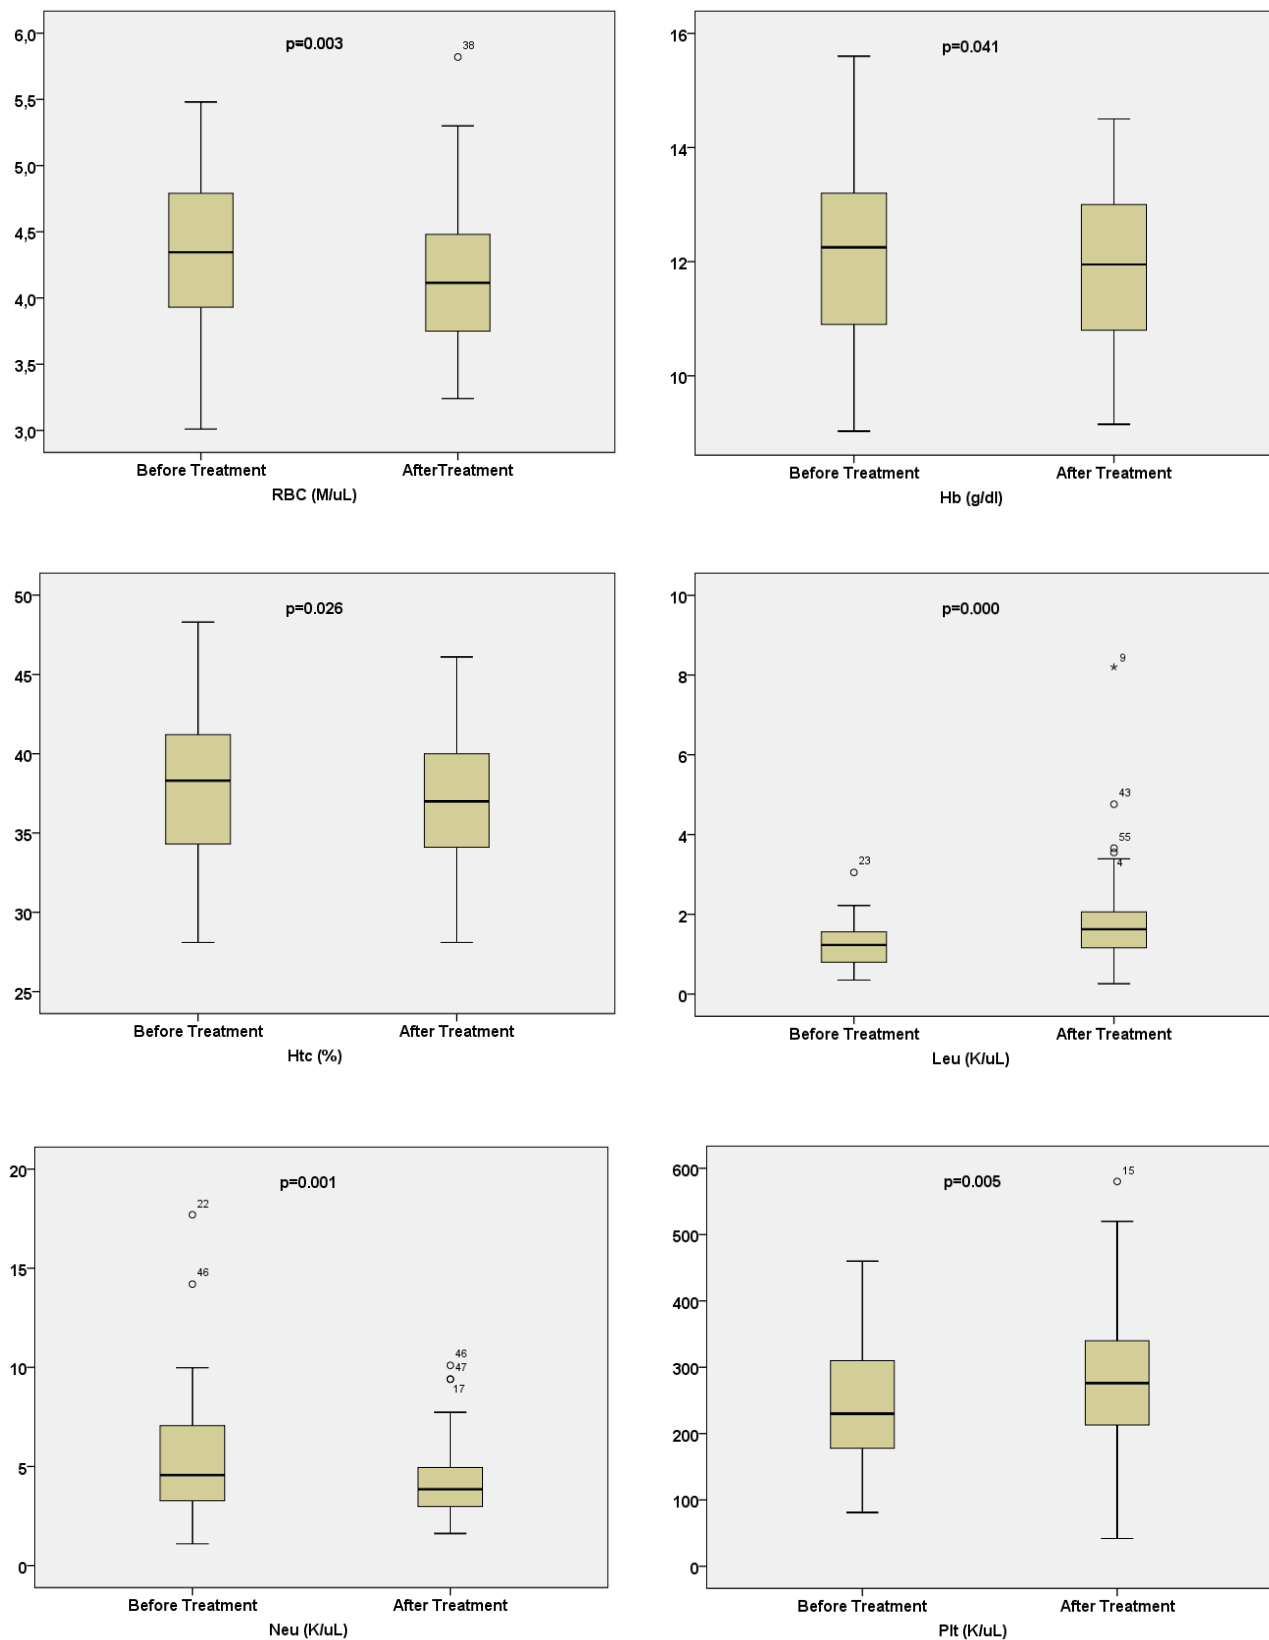 p=0.003
6,0
5,5
5,0
4,5
4,0
3,5
3,0
38
Before Treatment AfterTreatment
RBC (M/uL)
p=0.041
16
14
12
10
Before Treatment After Treatment
Hb (g/dl)
p=0.026
50
45
40
35
30
25
Before Treatment After Treatment
Htc (%)
p=0.000
10
8
6
4
2
0
23
9
43
55
4
Before Treatment After Treatment
Leu (K/uL)
p=0.001
20
15
10
5
0
22
46
46
47
17
Before Treatment After Treatment
Neu (K/uL)
p=0.005
600
500
400
300
200
100
0
15
Before Treatment After Treatment
Plt (K/uL)